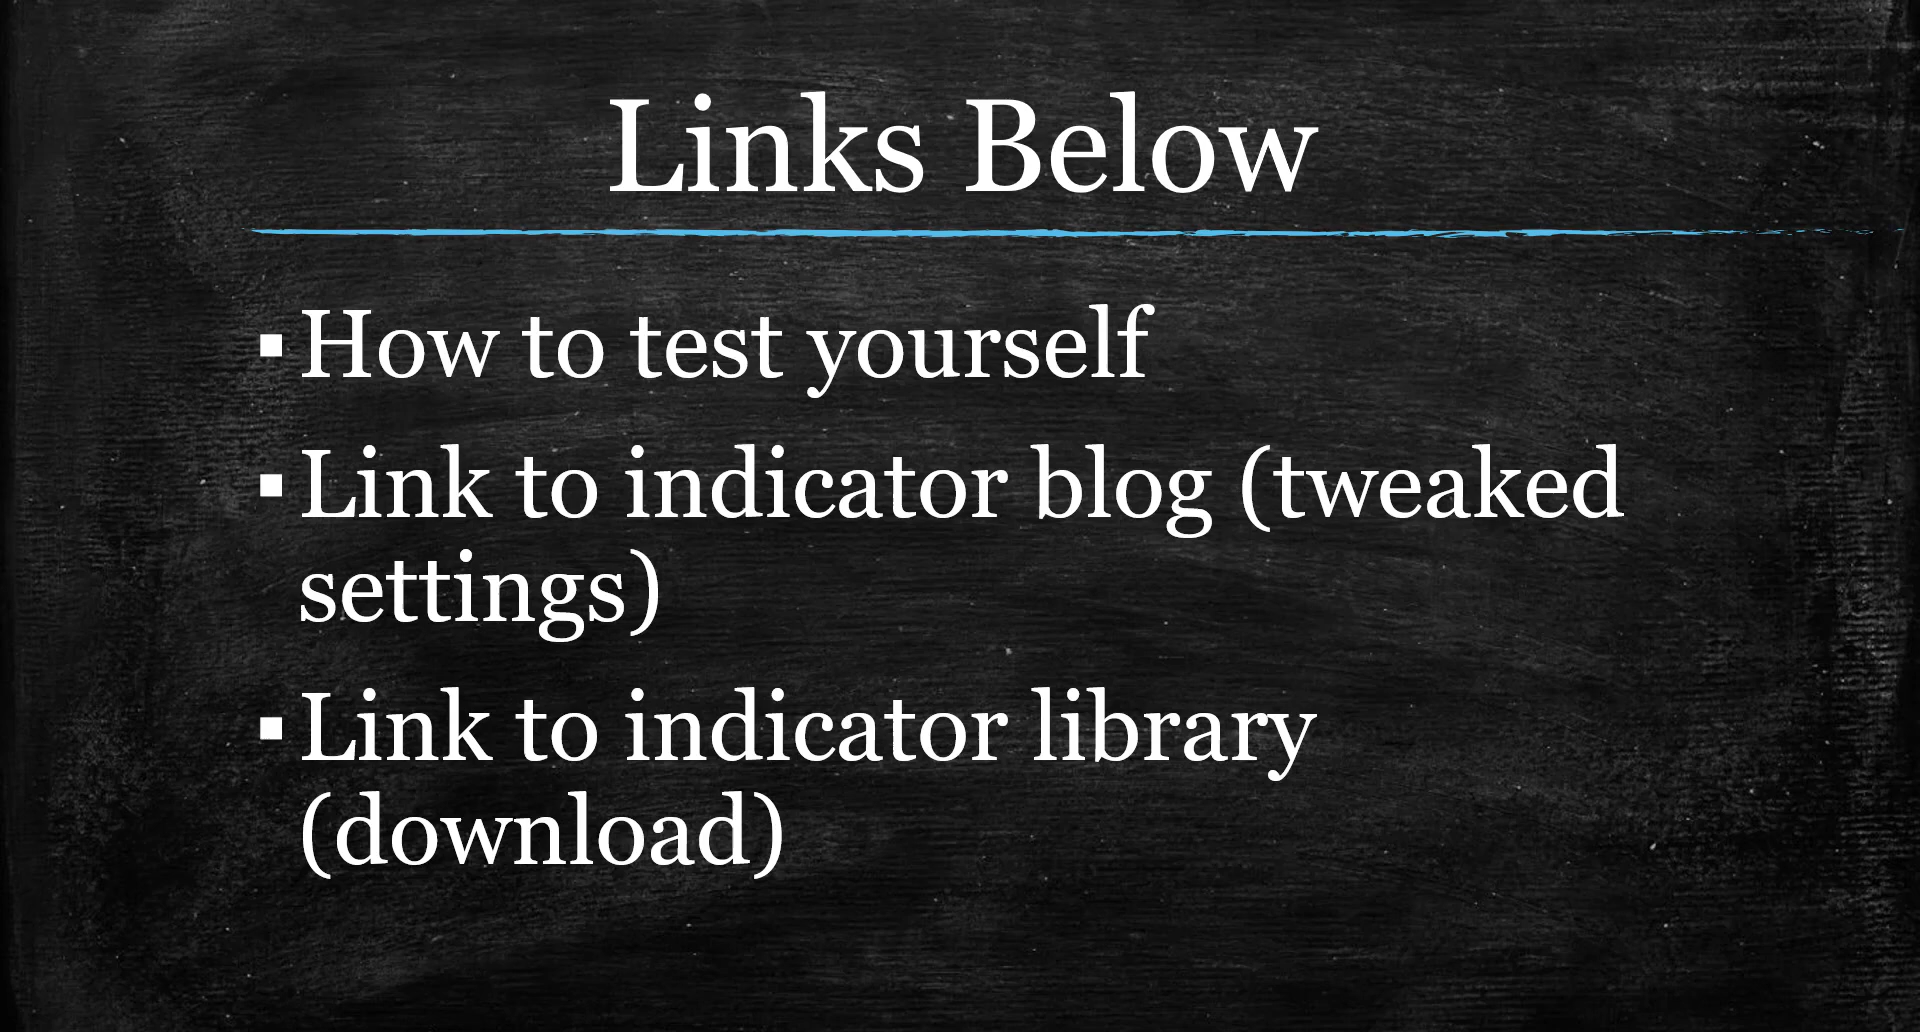 Links Below
▪ How to test yourself
▪ Link to indicator blog (tweaked
settings)
▪ Link to indicator library
(download)